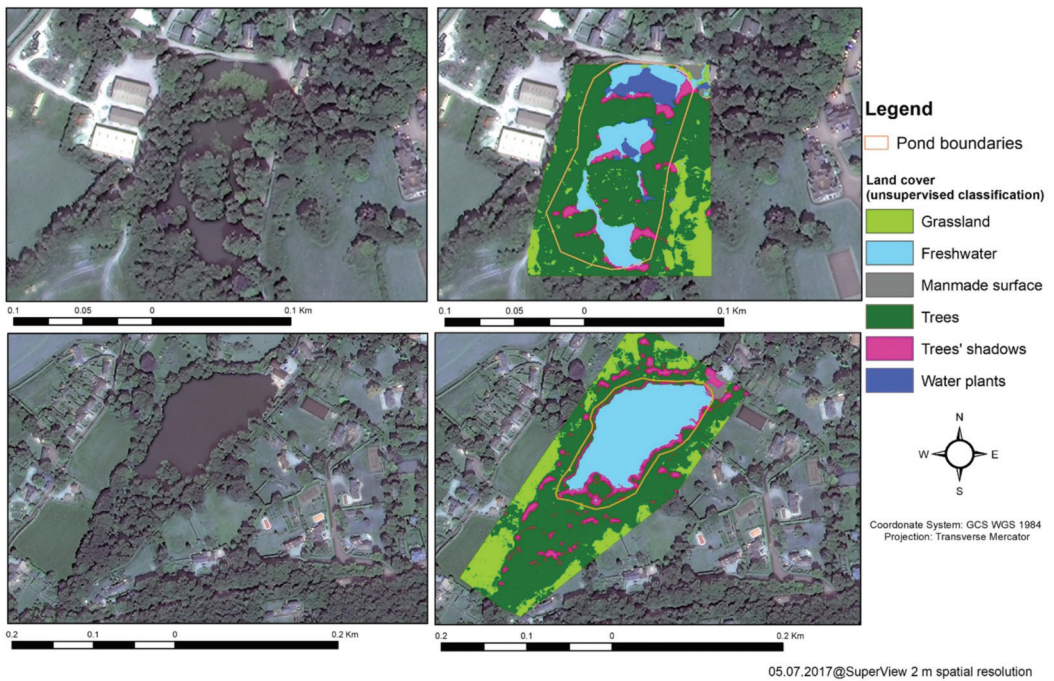 Legend
Pond boundaries
Land cover
(unsupervised classification)
Grassland
Freshwater
Manmade surface
Trees
Trees' shadows
Water plants
N
W E
S
Coordonate System: GCS WGS 1984
Projection: Transverse Mercator
0.1 0.05 0 0.1 Km
0.1 0.05 0 0.1 Km
0.2 0.1 0 0.2 Km
0.2 0.1 0 0.2 Km
05.07.2017@SuperView 2 m spatial resolution